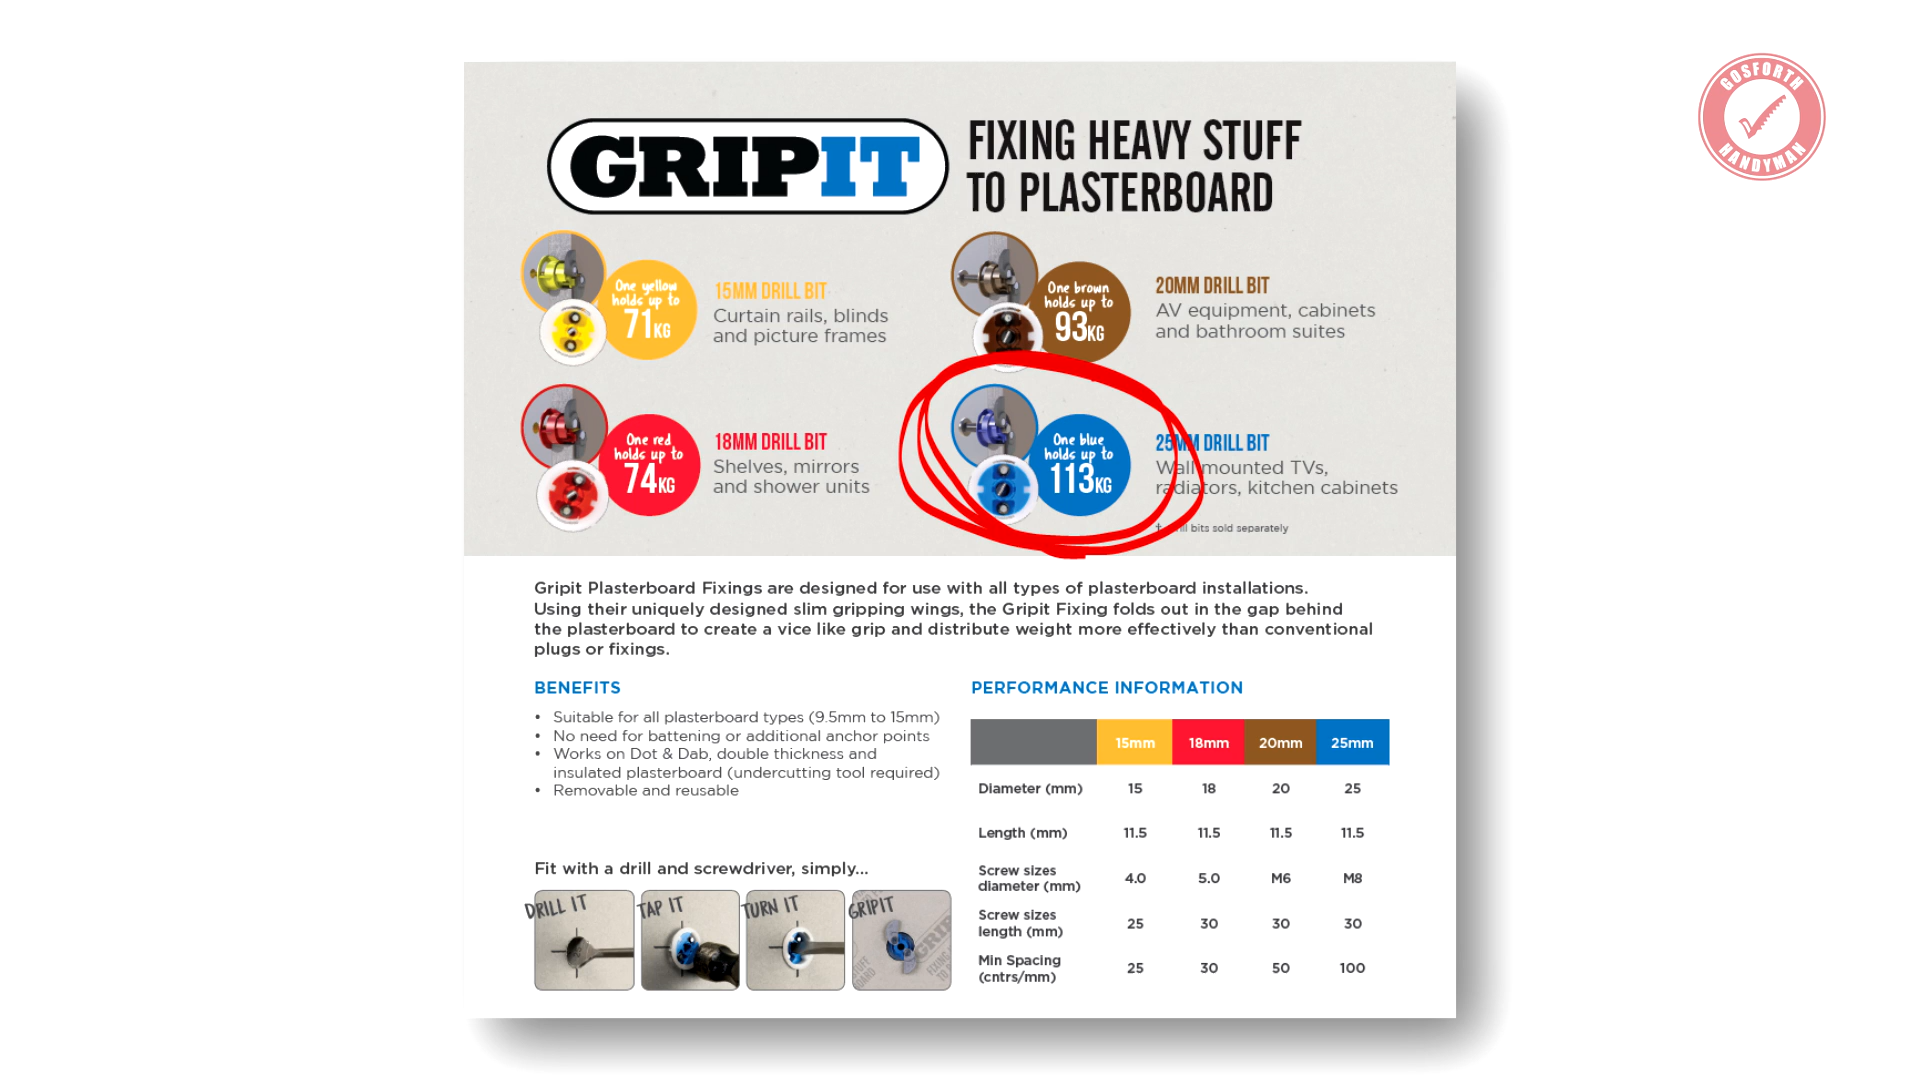 GOSFORTH
HANDYMAN
GRIPIT
FIXING HEAVY STUFF
TO PLASTERBOARD
One yellow
holds up to
71KG
15MM DRILL BIT
Curtain rails, blinds
and picture frames
One brown
holds up to
93KG
20MM DRILL BIT
AV equipment, cabinets
and bathroom suites
One red
holds up to
74KG
18MM DRILL BIT
Shelves, mirrors
and shower units
One blue
holds up to
113KG
25MM DRILL BIT
Wall mounted TVs,
radiators, kitchen cabinets
† Drill bits sold separately
Gripit Plasterboard Fixings are designed for use with all types of plasterboard installations.
Using their uniquely designed slim gripping wings, the Gripit Fixing folds out in the gap behind
the plasterboard to create a vice like grip and distribute weight more effectively than conventional
plugs or fixings.
BENEFITS
• Suitable for all plasterboard types (9.5mm to 15mm)
• No need for battening or additional anchor points
• Works on Dot & Dab, double thickness and
insulated plasterboard (undercutting tool required)
• Removable and reusable
Fit with a drill and screwdriver, simply...
DRILL IT
TAP IT
TURN IT
GRIPIT
PERFORMANCE INFORMATION
15mm 18mm 20mm 25mm
Diameter (mm) 15 18 20 25
Length (mm) 11.5 11.5 11.5 11.5
Screw sizes
diameter (mm) 4.0 5.0 M6 M8
Screw sizes
length (mm) 25 30 30 30
Min Spacing
(cntrs/mm) 25 30 50 100